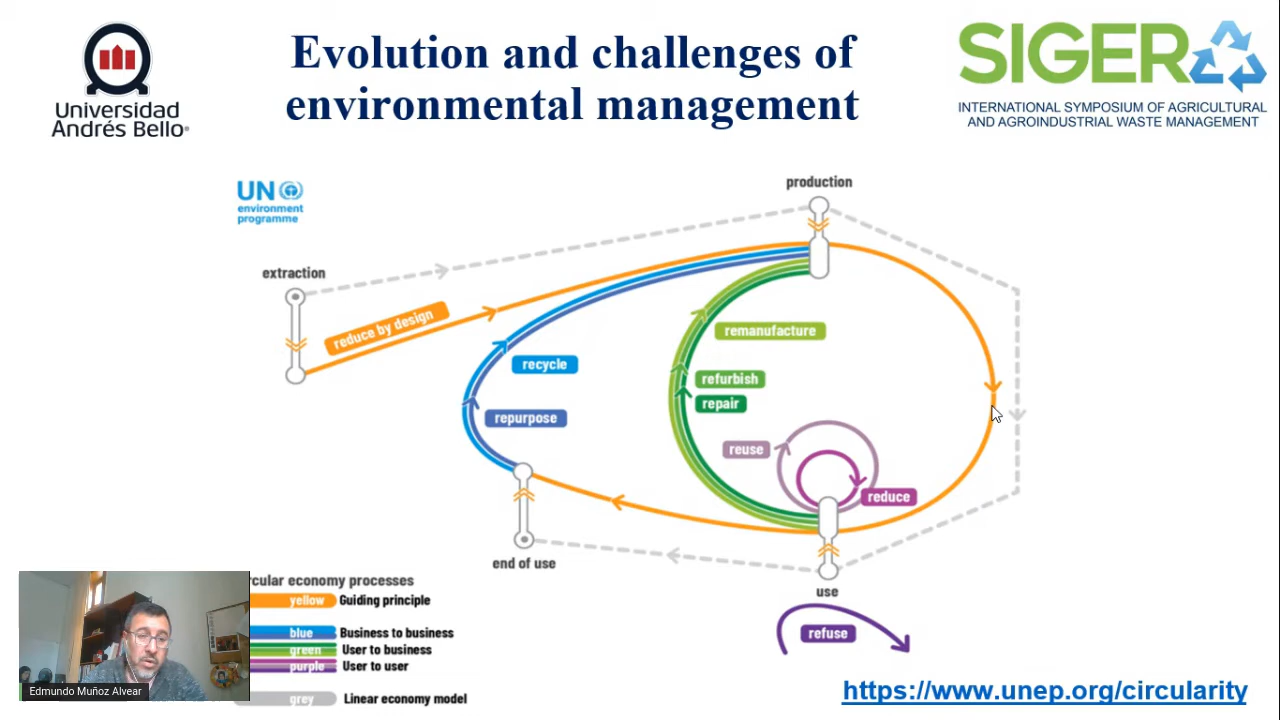 Universidad
Andrés Bello®
Evolution and challenges of
environmental management
SIGERA
INTERNATIONAL SYMPOSIUM OF AGRICULTURAL
AND AGROINDUSTRIAL WASTE MANAGEMENT
UN
environment
programme
production
extraction
reduce by design
remanufacture
recycle
refurbish
repair
repurpose
reuse
reduce
end of use
use
refuse
cular economy processes
yellow Guiding principle
blue Business to business
green User to business
purple User to user
grey Linear economy model
Edmundo Muñoz Alvear
https://www.unep.org/circularity